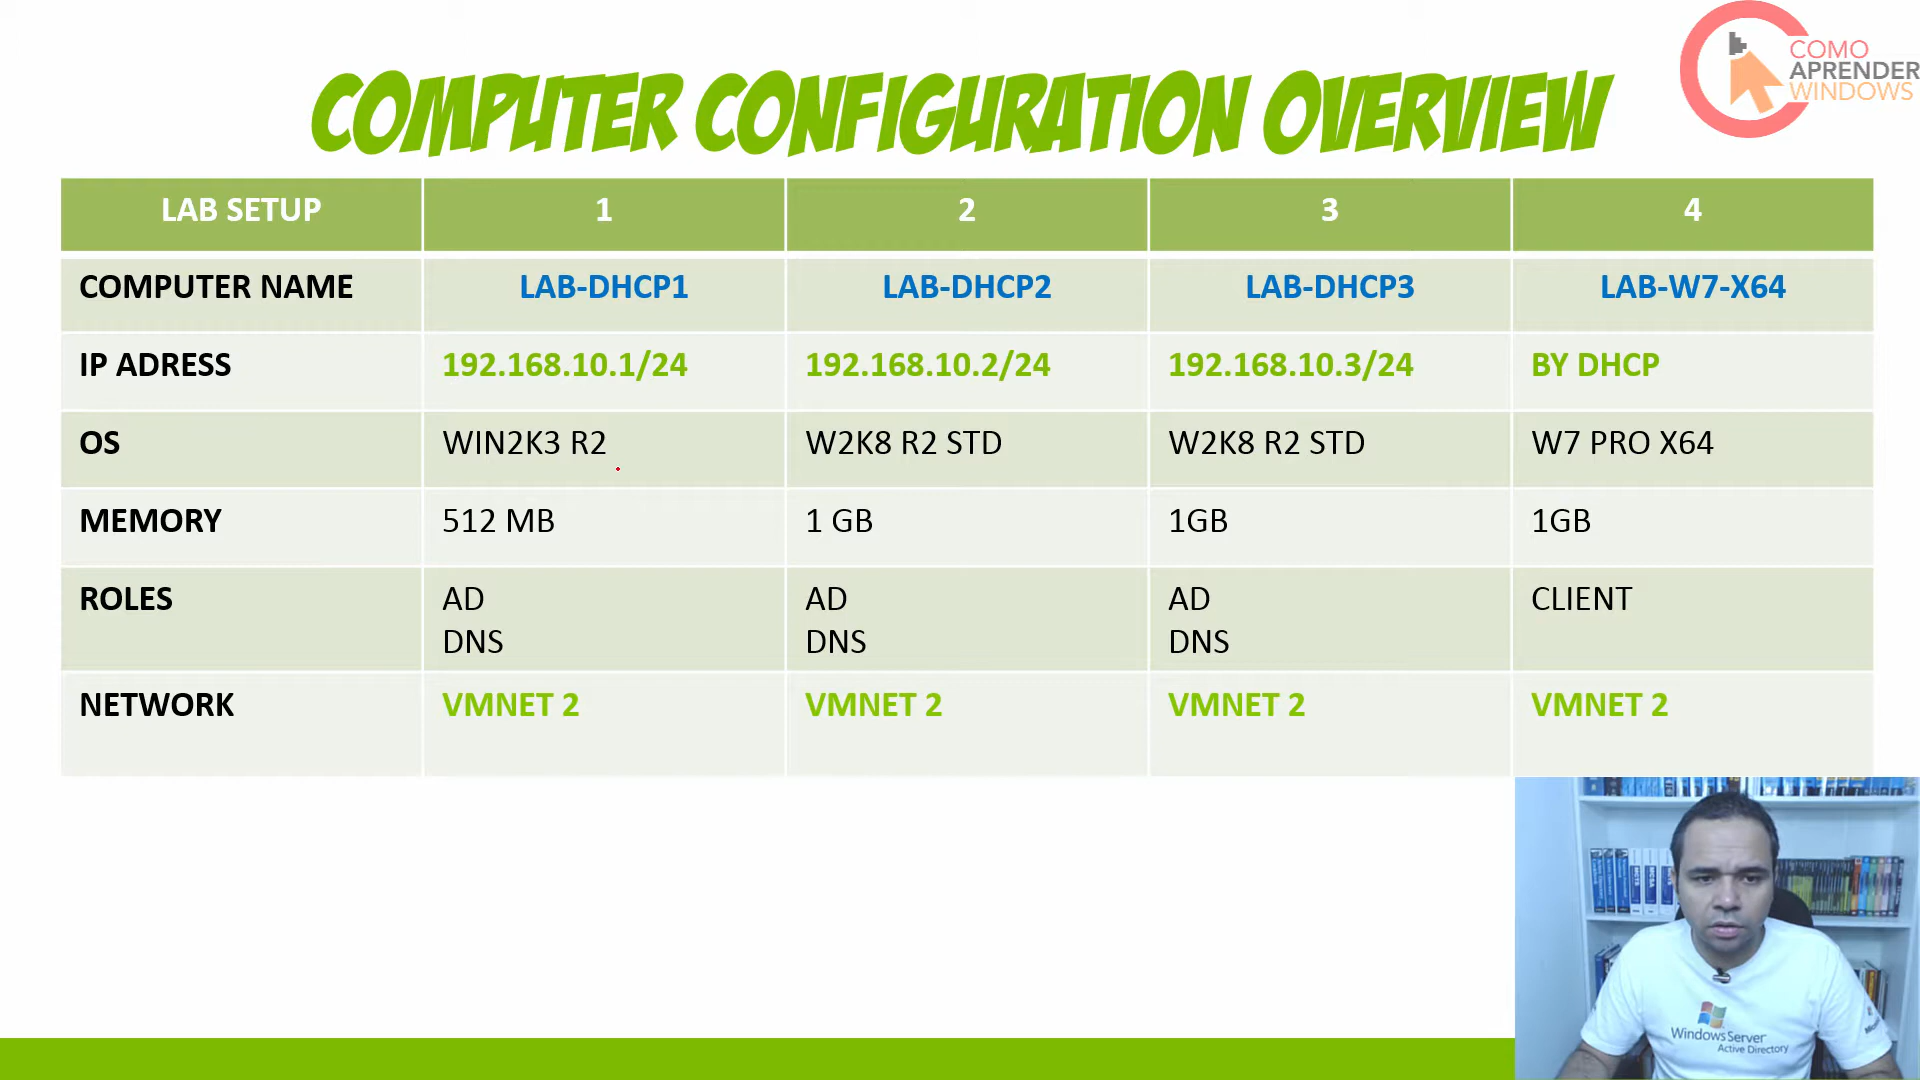 COMO
APRENDER
WINDOWS
COMPUTER CONFIGURATION OVERVIEW
LAB SETUP 1 2 3 4
COMPUTER NAME LAB-DHCP1 LAB-DHCP2 LAB-DHCP3 LAB-W7-X64
IP ADRESS 192.168.10.1/24 192.168.10.2/24 192.168.10.3/24 BY DHCP
OS WIN2K3 R2 W2K8 R2 STD W2K8 R2 STD W7 PRO X64
MEMORY 512 MB 1 GB 1GB 1GB
ROLES AD AD AD CLIENT
DNS DNS DNS
NETWORK VMNET 2 VMNET 2 VMNET 2 VMNET 2
Windows Server
Active Directory